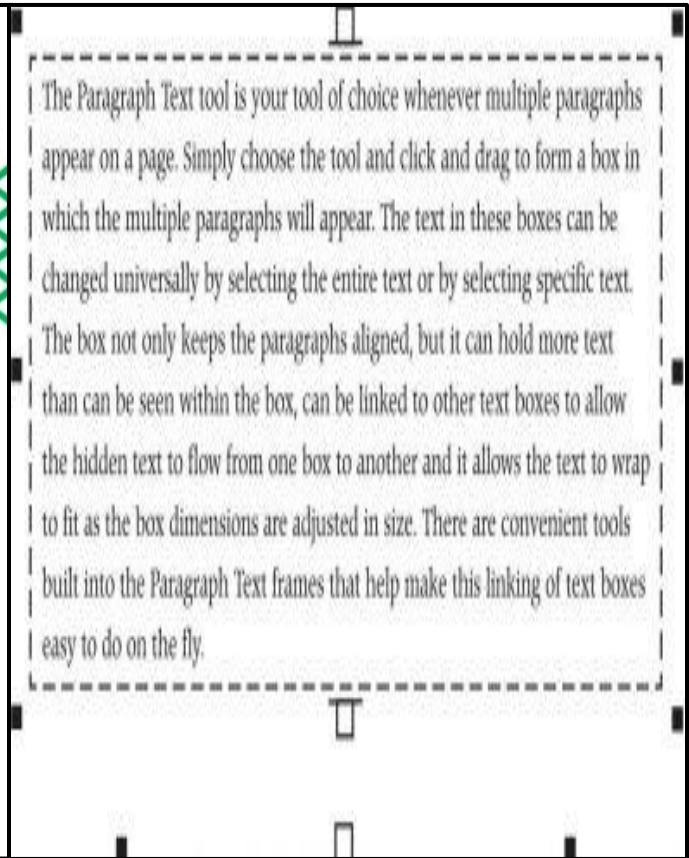 The Paragraph Text tool is your tool of choice whenever multiple paragraphs
appear on a page. Simply choose the tool and click and drag to form a box in
which the multiple paragraphs will appear. The text in these boxes can be
changed universally by selecting the entire text or by selecting specific text.
The box not only keeps the paragraphs aligned, but it can hold more text
than can be seen within the box, can be linked to other text boxes to allow
the hidden text to flow from one box to another and it allows the text to wrap
to fit as the box dimensions are adjusted in size. There are convenient tools
built into the Paragraph Text frames that help make this linking of text boxes
easy to do on the fly.